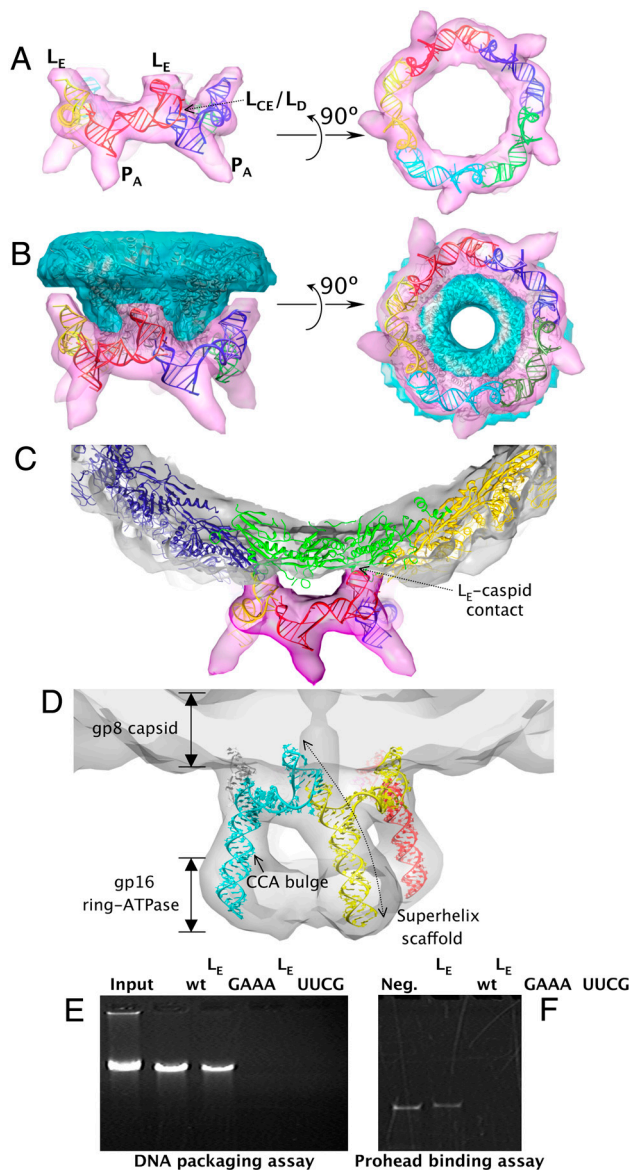 A
L_E
L_E
L_CE/L_D
90°
P_A
P_A
B
90°
C
L_E-caspid
contact
D
gp8 capsid
CCA bulge
gp16
ring-ATPase
Superhelix
scaffold
L_E L_E
Input wt GAAA UUCG
L_E L_E
Neg. wt GAAA UUCG
E
F
DNA packaging assay
Prohead binding assay